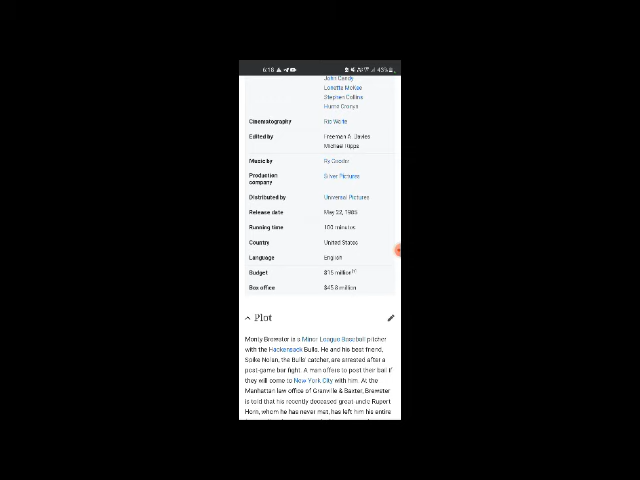 6:18 43%
John Candy
Lonette McKee
Stephen Collins
Hume Cronyn
Cinematography Ric Waite
Edited by Freeman A. Davies
Michael Ripps
Music by Ry Cooder
Production company Silver Pictures
Distributed by Universal Pictures
Release date May 22, 1985
Running time 100 minutes
Country United States
Language English
Budget $15 million
Box office $45.8 million
Plot
Monty Brewster is a Minor League Baseball pitcher
with the Hackensack Bulls. He and his best friend,
Spike Nolan, the Bulls' catcher, are arrested after a
post-game bar fight. A man offers to post their bail if
they will come to New York City with him. At the
Manhattan law office of Granville & Baxter, Brewster
is told that his recently deceased great uncle Rupert
Horn, whom he has never met, has left him his entire